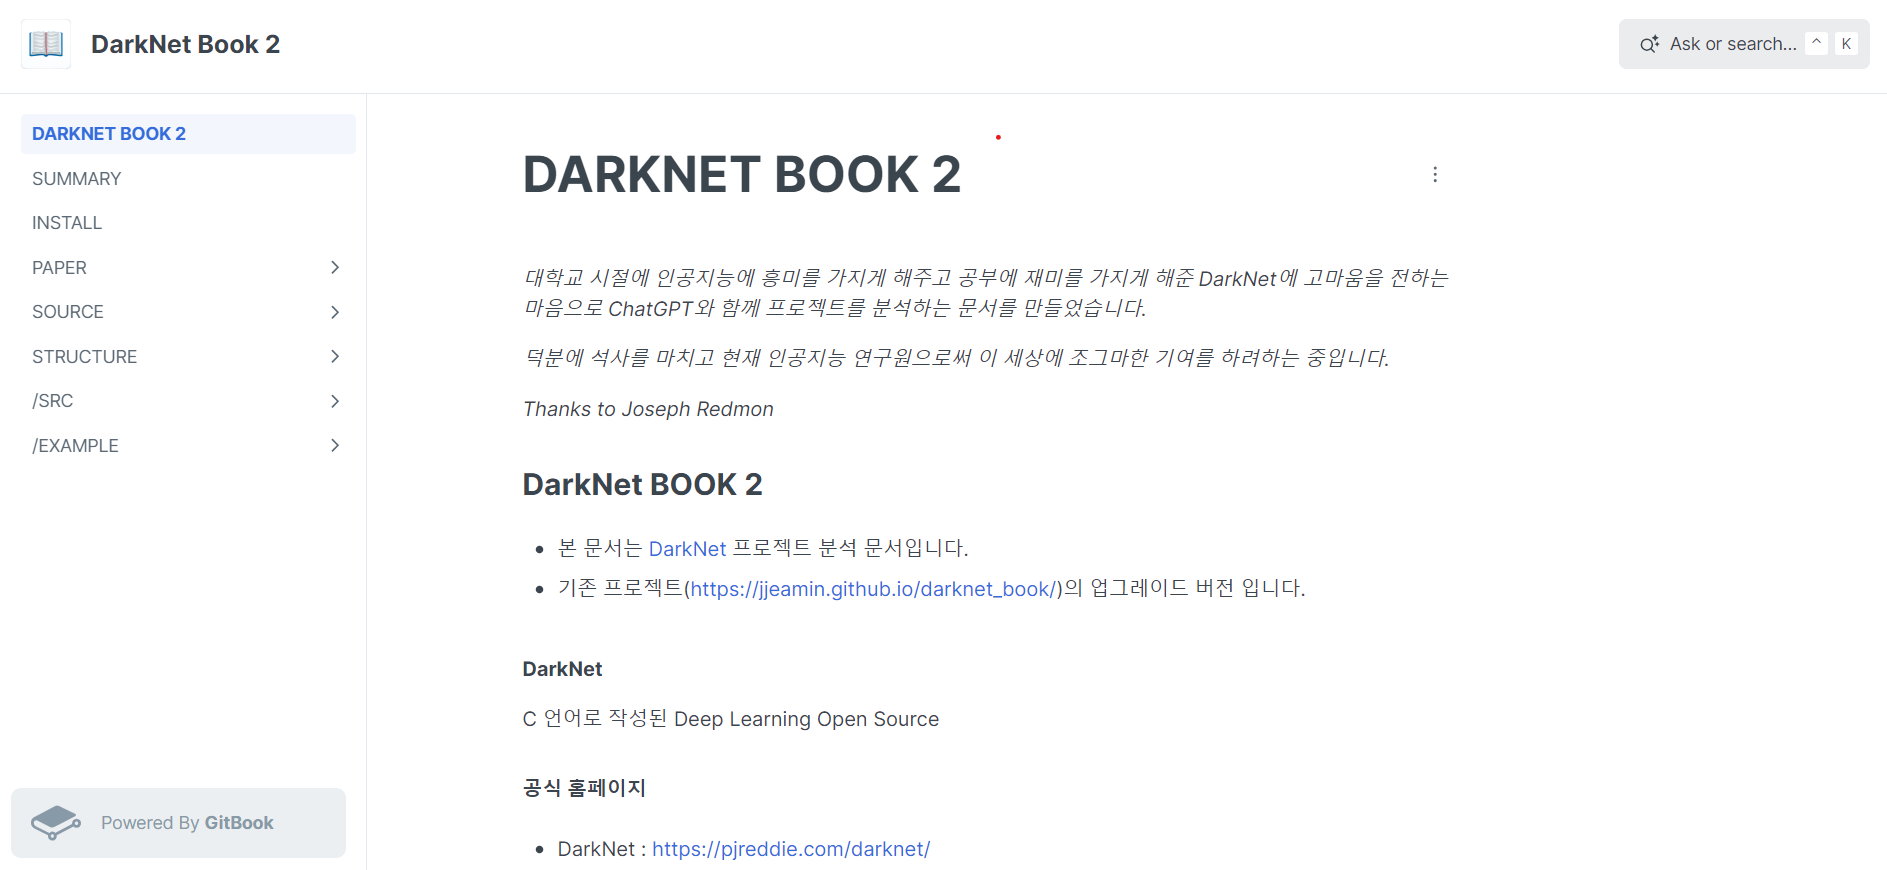 DarkNet Book 2
Ask or search... ^ K
DARKNET BOOK 2
SUMMARY
INSTALL
PAPER
SOURCE
STRUCTURE
/SRC
/EXAMPLE
Powered By GitBook
DARKNET BOOK 2
대학교 시절에 인공지능에 흥미를 가지게 해주고 공부에 재미를 가지게 해준 DarkNet에 고마움을 전하는
마음으로 ChatGPT와 함께 프로젝트를 분석하는 문서를 만들었습니다.
덕분에 석사를 마치고 현재 인공지능 연구원으로써 이 세상에 조그마한 기여를 하려하는 중입니다.
Thanks to Joseph Redmon
DarkNet BOOK 2
본 문서는 DarkNet 프로젝트 분석 문서입니다.
기존 프로젝트(https://jjeamin.github.io/darknet_book/)의 업그레이드 버전 입니다.
DarkNet
C 언어로 작성된 Deep Learning Open Source
공식 홈페이지
DarkNet : https://pjreddie.com/darknet/